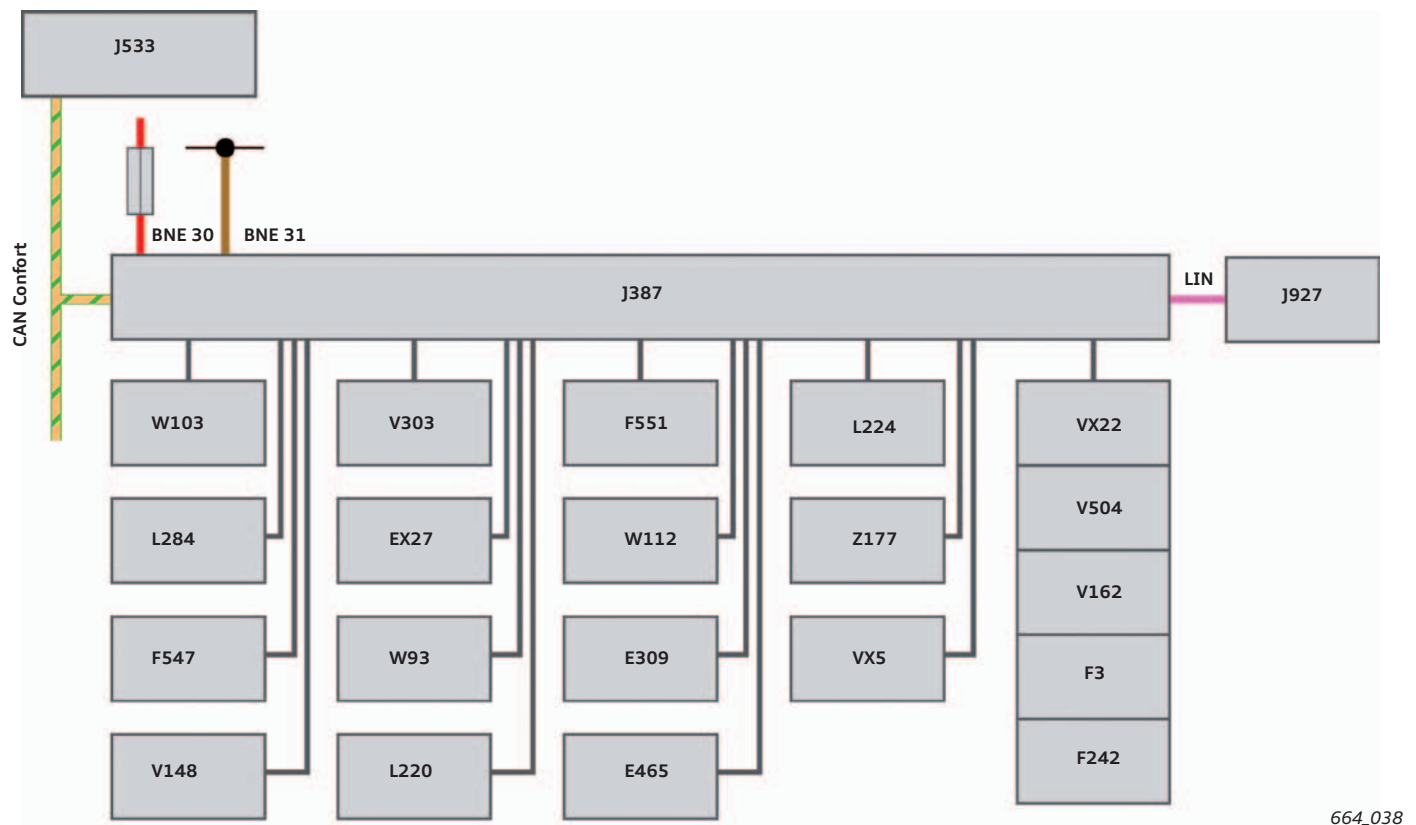 J533
CAN Confort
BNE 30
BNE 31
J387
LIN
J927
W103
V303
F551
L224
VX22
L284
EX27
W112
Z177
V504
F547
W93
E309
VX5
V162
F3
V148
L220
E465
F242
664_038